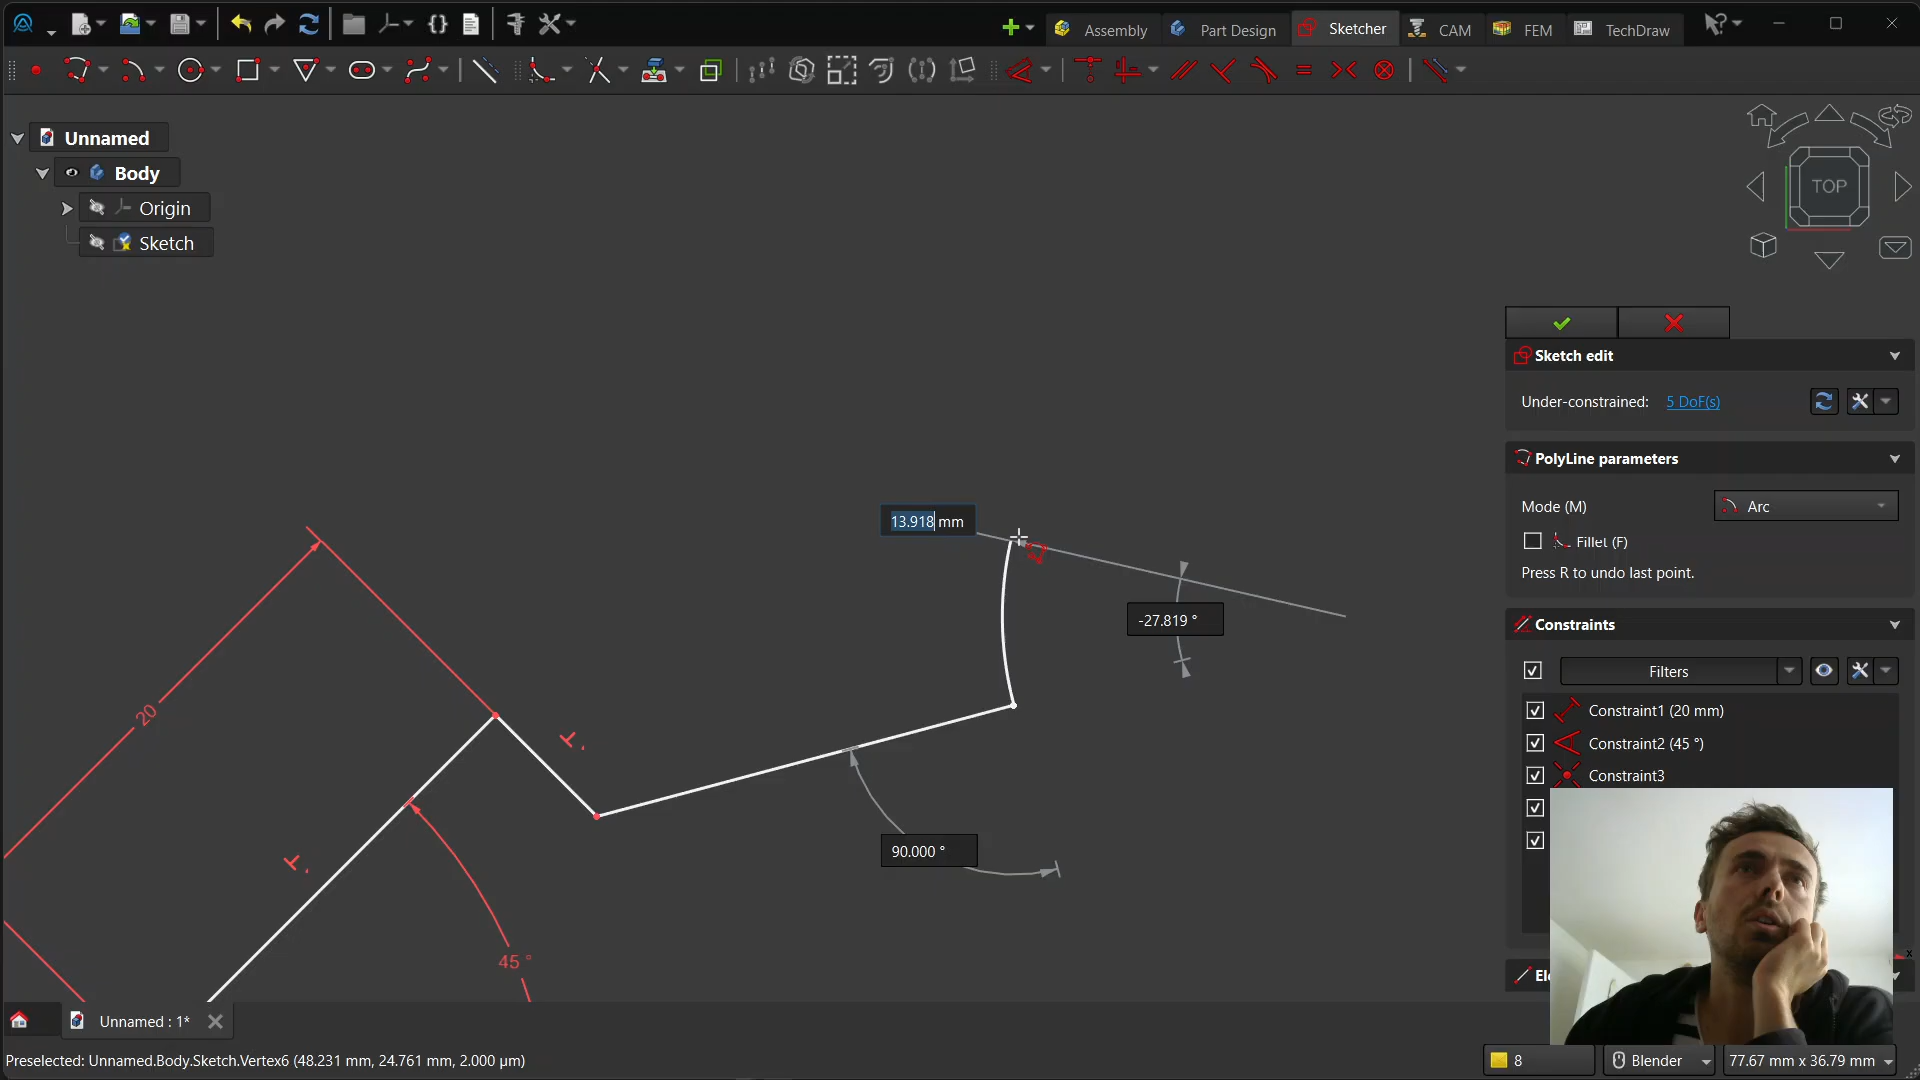 Assembly
Part Design
Sketcher
CAM
FEM
TechDraw
Unnamed
Body
Origin
Sketch
TOP
Sketch edit
Under-constrained: 5 DoF(s)
PolyLine parameters
Mode (M) Arc
Fillet (F)
Press R to undo last point.
Constraints
Filters
Constraint1 (20 mm)
Constraint2 (45 °)
Constraint3
13.918 mm
-27.819 °
90.000 °
20
45 °
Unnamed : 1*
Preselected: Unnamed.Body.Sketch.Vertex6 (48.231 mm, 24.761 mm, 2.000 µm)
8
Blender
77.67 mm x 36.79 mm